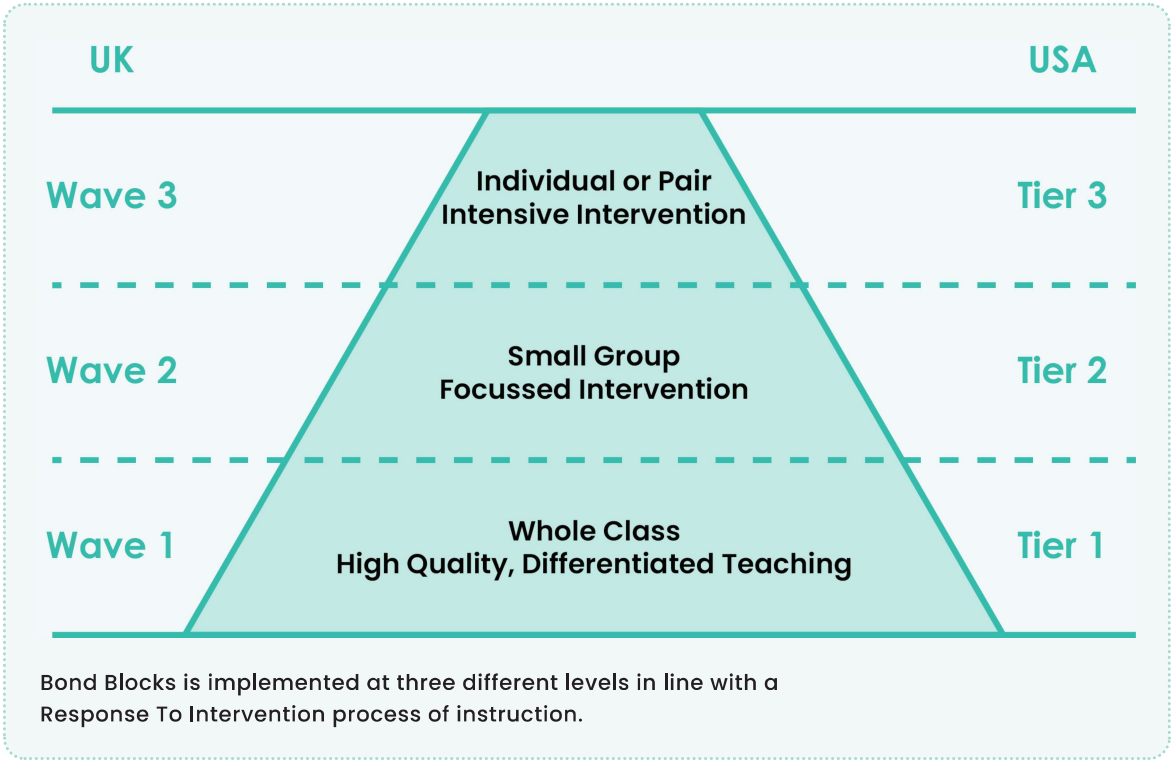 UK
USA
Wave 3
Individual or Pair
Intensive Intervention
Tier 3
Wave 2
Small Group
Focussed Intervention
Tier 2
Wave 1
Whole Class
High Quality, Differentiated Teaching
Tier 1
Bond Blocks is implemented at three different levels in line with a
Response To Intervention process of instruction.